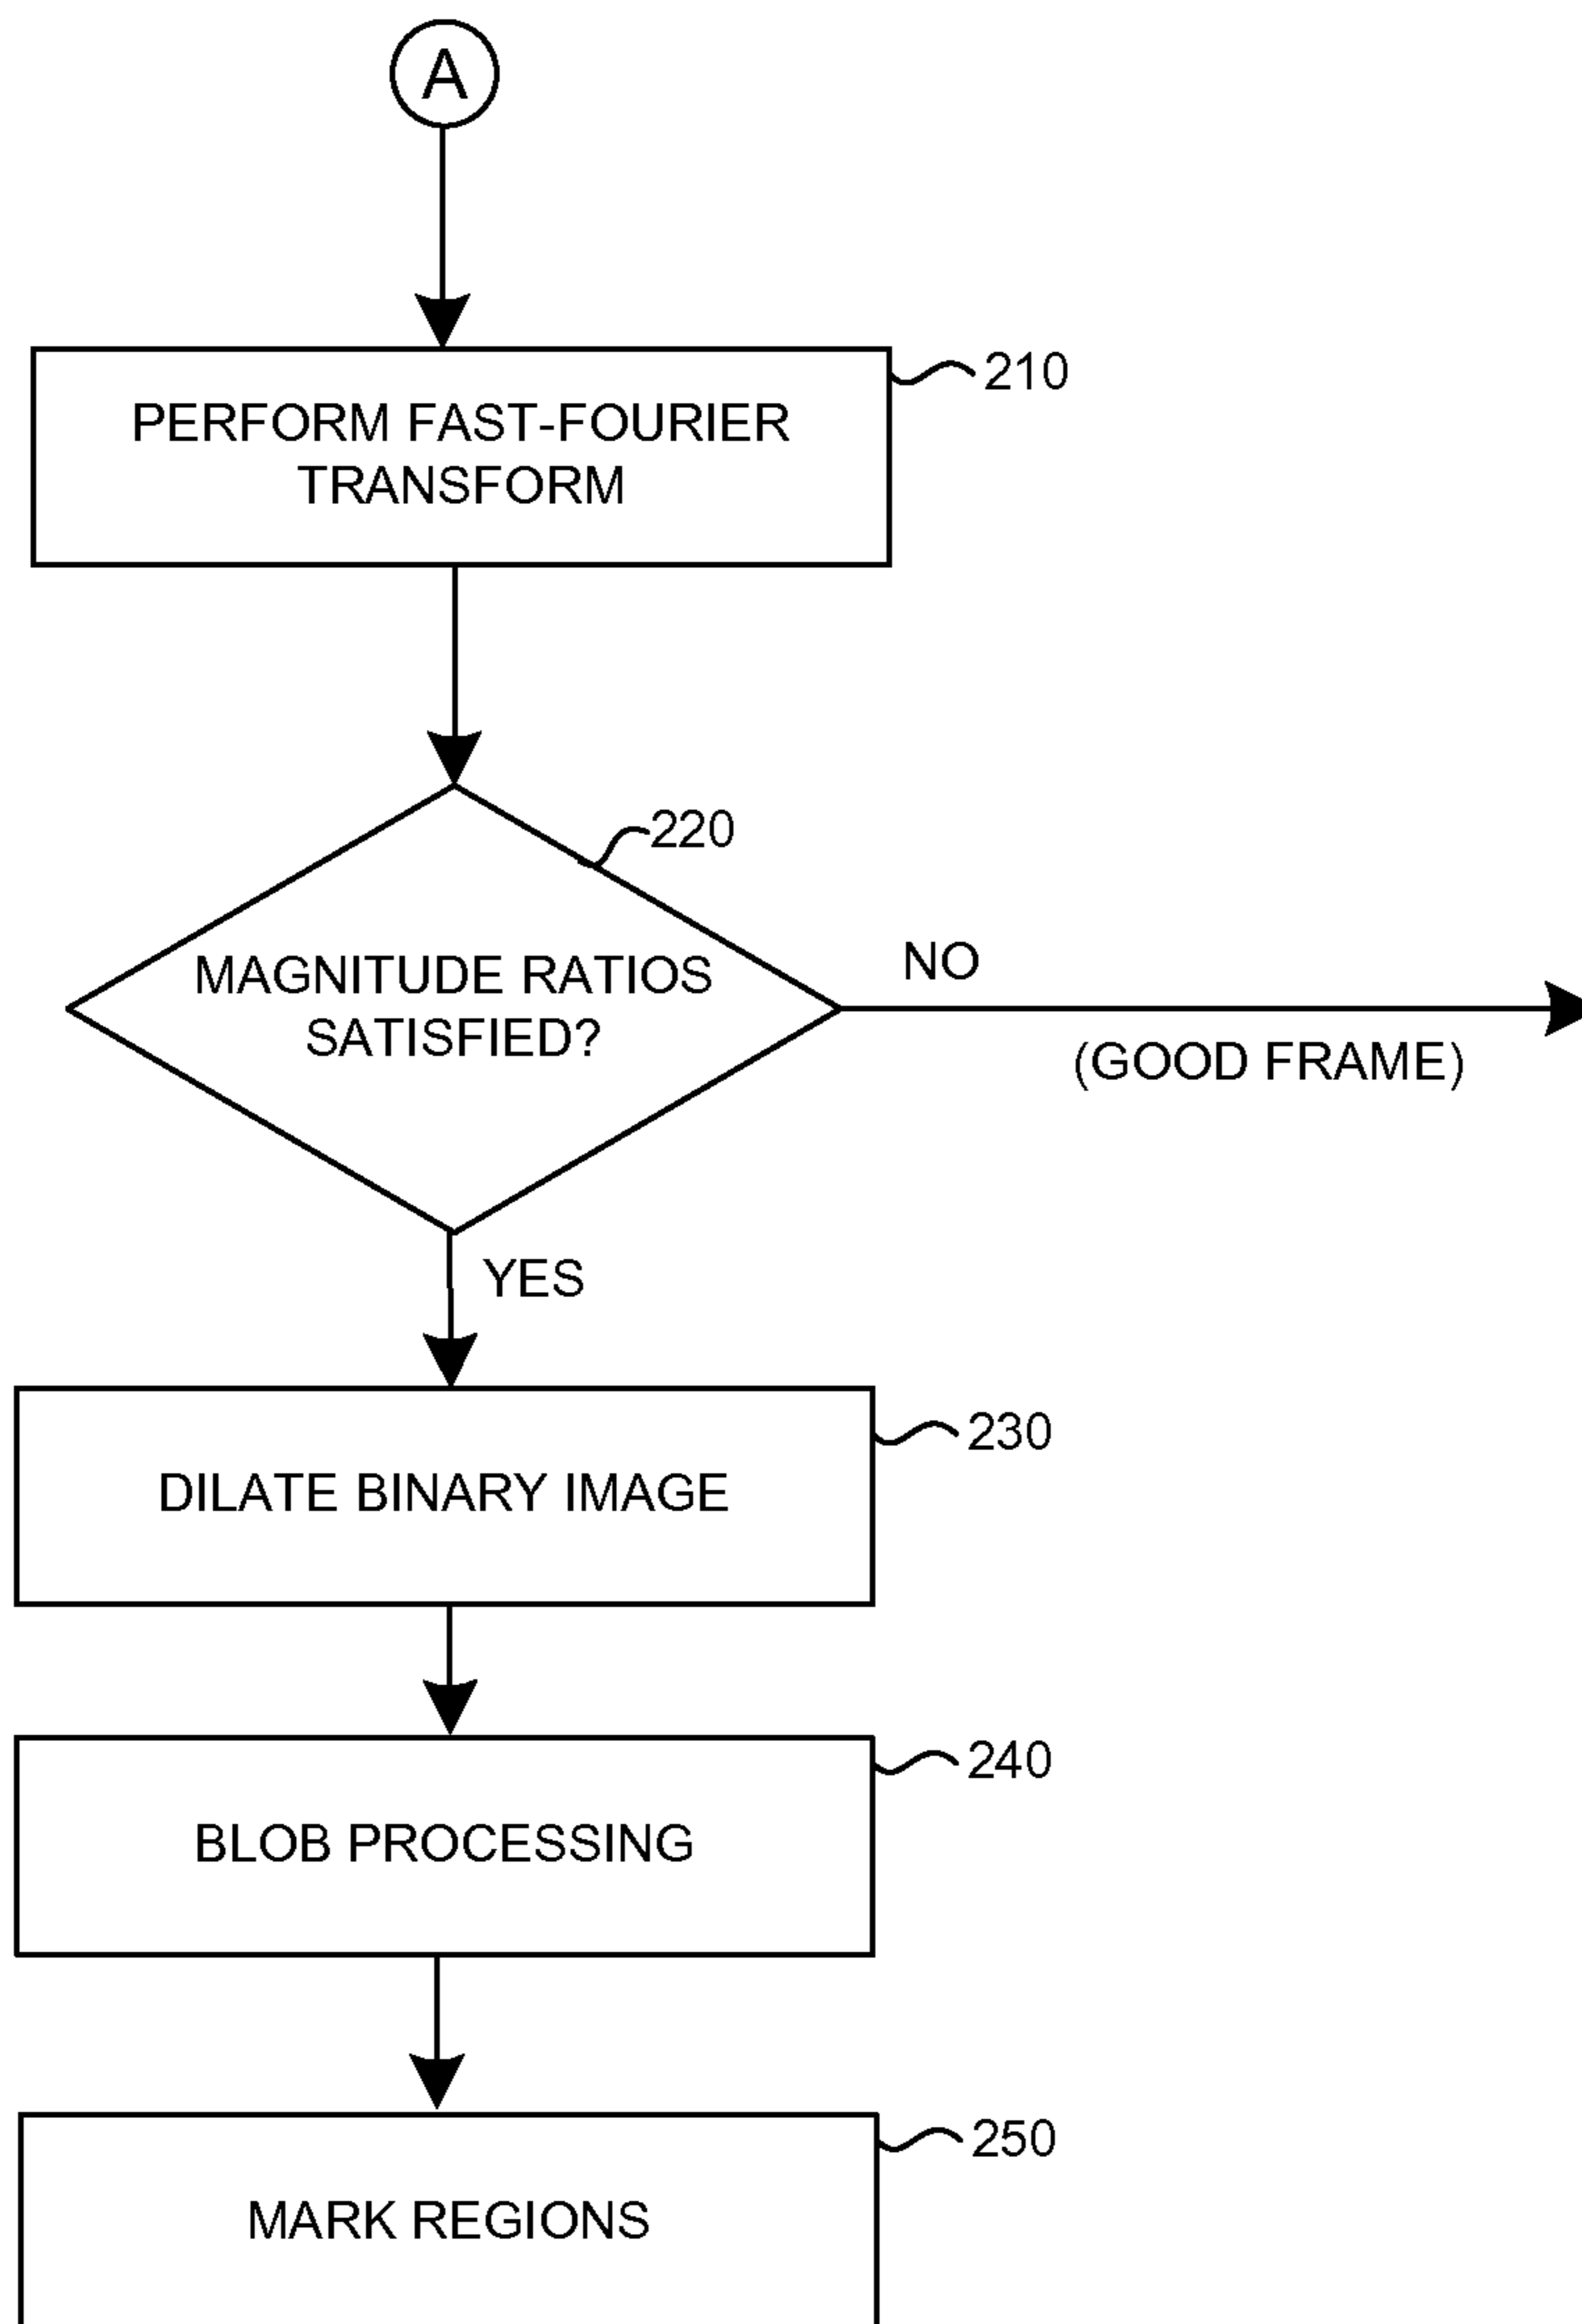 A
PERFORM FAST-FOURIER
TRANSFORM
210
220
MAGNITUDE RATIOS
SATISFIED?
NO
(GOOD FRAME)
YES
DILATE BINARY IMAGE
230
BLOB PROCESSING
240
MARK REGIONS
250